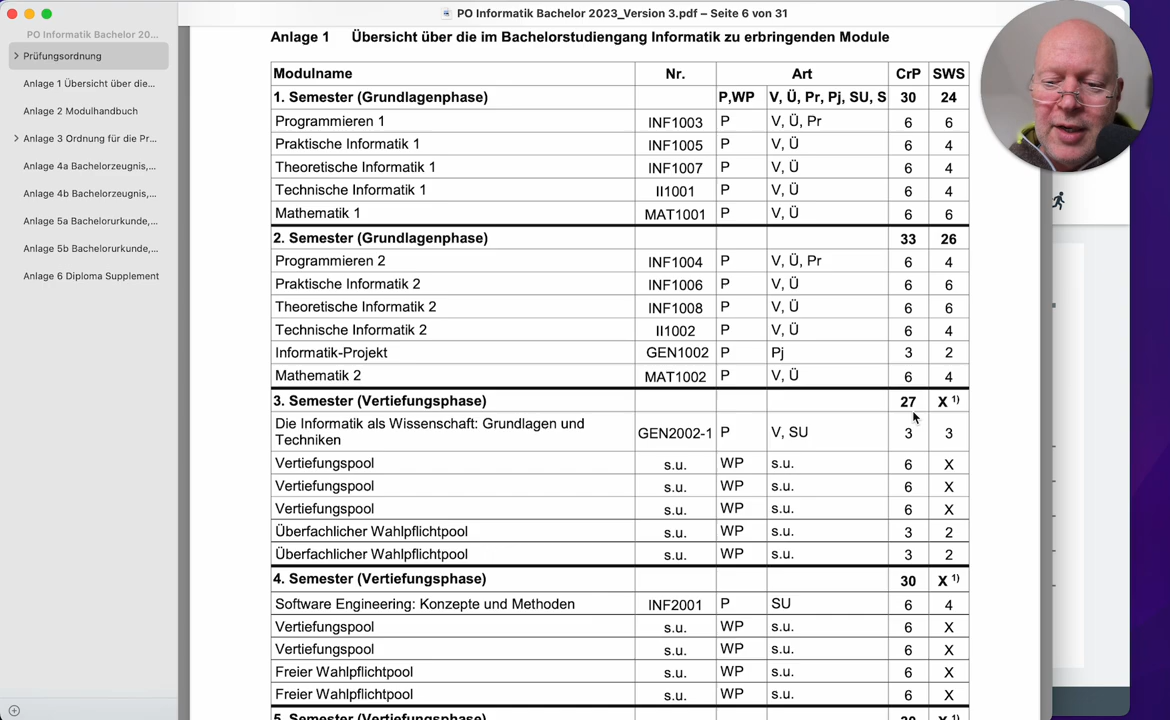 PO Informatik Bachelor 2023_Version 3.pdf – Seite 6 von 31
PO Informatik Bachelor 20...
Prüfungsordnung
Anlage 1 Übersicht über die...
Anlage 2 Modulhandbuch
Anlage 3 Ordnung für die Pr...
Anlage 4a Bachelorzeugnis,...
Anlage 4b Bachelorzeugnis,...
Anlage 5a Bachelorurkunde,...
Anlage 5b Bachelorurkunde,...
Anlage 6 Diploma Supplement
Anlage 1 Übersicht über die im Bachelorstudiengang Informatik zu erbringenden Module
Modulname Nr. Art CrP SWS
1. Semester (Grundlagenphase) P,WP V, Ü, Pr, Pj, SU, S 30 24
Programmieren 1 INF1003 P V, Ü, Pr 6 6
Praktische Informatik 1 INF1005 P V, Ü 6 4
Theoretische Informatik 1 INF1007 P V, Ü 6 4
Technische Informatik 1 II1001 P V, Ü 6 4
Mathematik 1 MAT1001 P V, Ü 6 6
2. Semester (Grundlagenphase) 33 26
Programmieren 2 INF1004 P V, Ü, Pr 6 4
Praktische Informatik 2 INF1006 P V, Ü 6 6
Theoretische Informatik 2 INF1008 P V, Ü 6 6
Technische Informatik 2 II1002 P V, Ü 6 4
Informatik-Projekt GEN1002 P Pj 3 2
Mathematik 2 MAT1002 P V, Ü 6 4
3. Semester (Vertiefungsphase) 27 X 1)
Die Informatik als Wissenschaft: Grundlagen und
Techniken GEN2002-1 P V, SU 3 3
Vertiefungspool s.u. WP s.u. 6 X
Vertiefungspool s.u. WP s.u. 6 X
Vertiefungspool s.u. WP s.u. 6 X
Überfachlicher Wahlpflichtpool s.u. WP s.u. 3 2
Überfachlicher Wahlpflichtpool s.u. WP s.u. 3 2
4. Semester (Vertiefungsphase) 30 X 1)
Software Engineering: Konzepte und Methoden INF2001 P SU 6 4
Vertiefungspool s.u. WP s.u. 6 X
Vertiefungspool s.u. WP s.u. 6 X
Freier Wahlpflichtpool s.u. WP s.u. 6 X
Freier Wahlpflichtpool s.u. WP s.u. 6 X
5. Semester (Vertiefungsphase) 30 X 1)